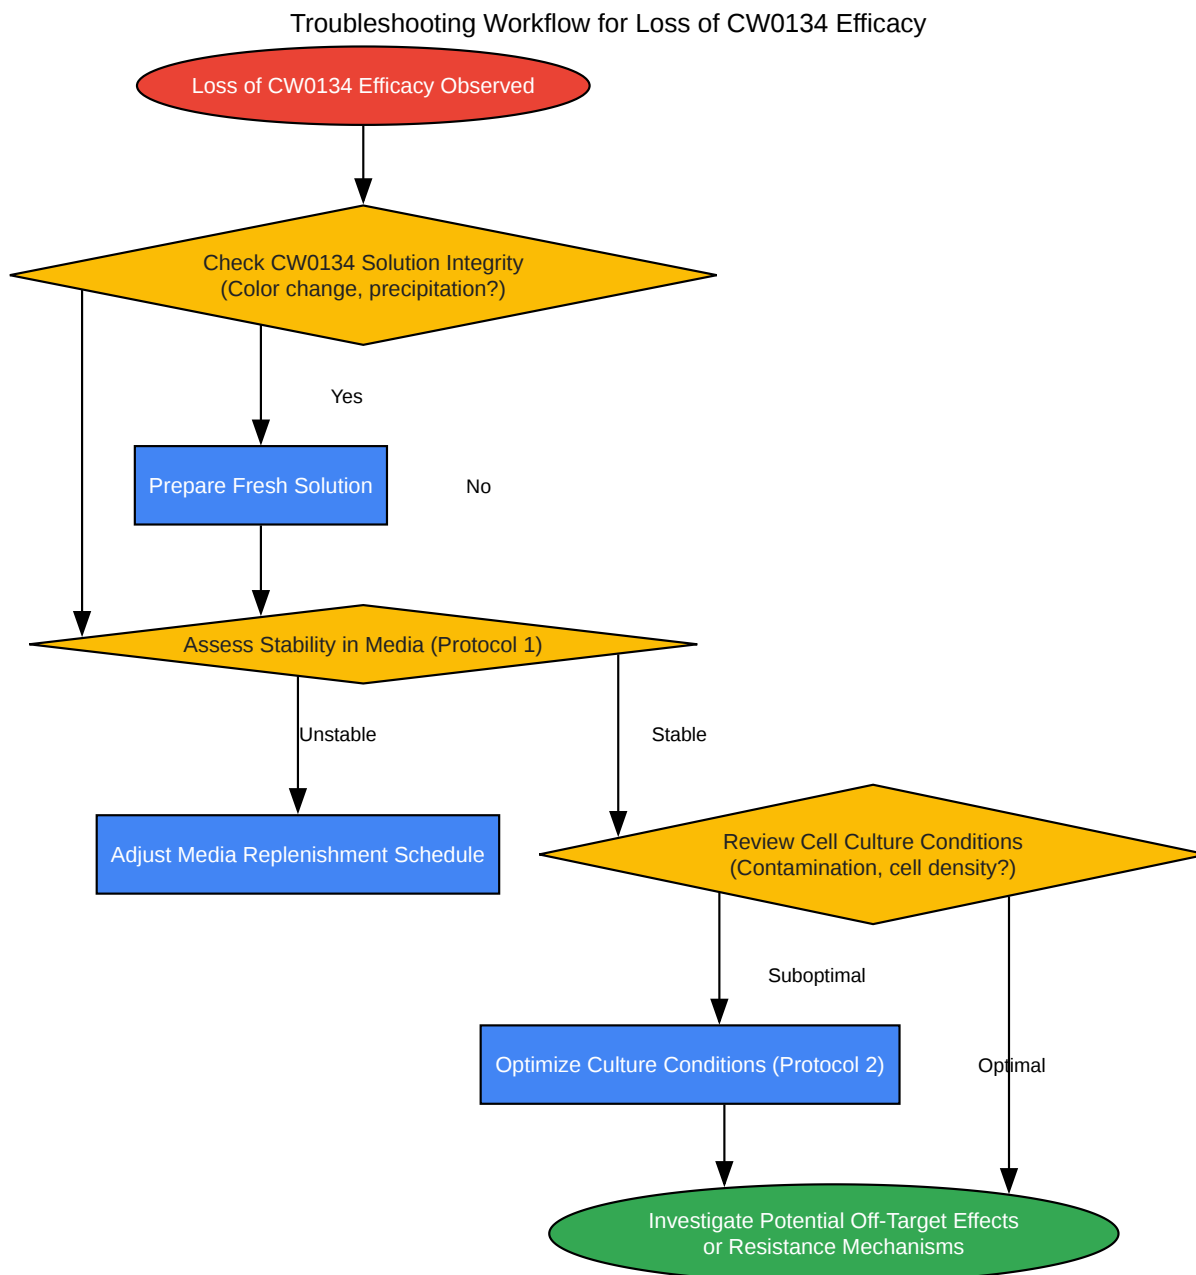 Troubleshooting Workflow for Loss of CW0134 Efficacy
Loss of CW0134 Efficacy Observed
Check CW0134 Solution Integrity
(Color change, precipitation?)
Yes
Prepare Fresh Solution
No
Assess Stability in Media (Protocol 1)
Unstable
Stable
Adjust Media Replenishment Schedule
Review Cell Culture Conditions
(Contamination, cell density?)
Suboptimal
Optimize Culture Conditions (Protocol 2)
Optimal
Investigate Potential Off-Target Effects
or Resistance Mechanisms